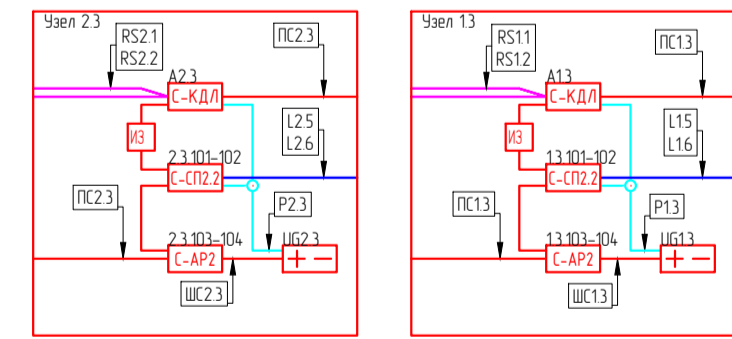 Узел 2.3
RS2.1
RS2.2
ПС2.3
А2.3
С-КДЛ
L2.5
L2.6
ИЗ
2.3.101-102
С-СП2.2
ПС2.3
Р2.3
2.3.103-104
UG2.3
С-АР2
+ -
ШС2.3
Узел 1.3
RS1.1
RS1.2
ПС1.3
А1.3
С-КДЛ
L1.5
L1.6
ИЗ
1.3.101-102
С-СП2.2
ПС1.3
Р1.3
1.3.103-104
UG1.3
С-АР2
+ -
ШС1.3